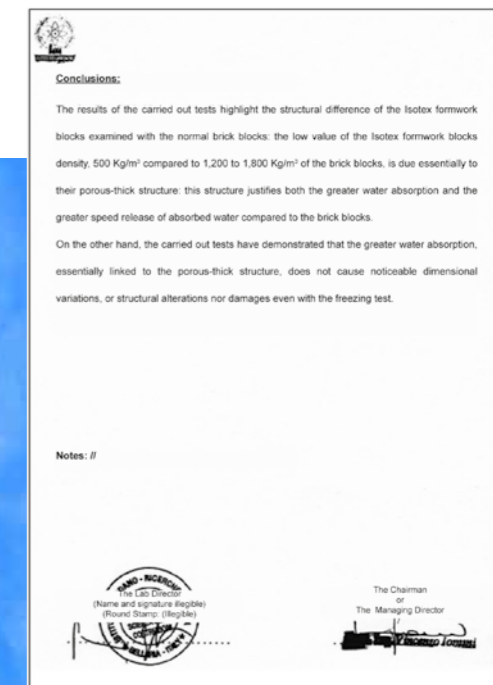 Conclusions:
The results of the carried out tests highlight the structural difference of the Isotex formwork
blocks examined with the normal brick blocks: the low value of the Isotex formwork blocks
density, 500 Kg/m³ compared to 1,200 to 1,800 Kg/m³ of the brick blocks, is due essentially to
their porous-thick structure: this structure justifies both the greater water absorption and the
greater speed release of absorbed water compared to the brick blocks.
On the other hand, the carried out tests have demonstrated that the greater water absorption,
essentially linked to the porous-thick structure, does not cause noticeable dimensional
variations, or structural alterations nor damages even with the freezing test.
Notes: //
The Lab Director
(Name and signature illegible)
(Round Stamp: (Illegible)
The Chairman
or
The Managing Director